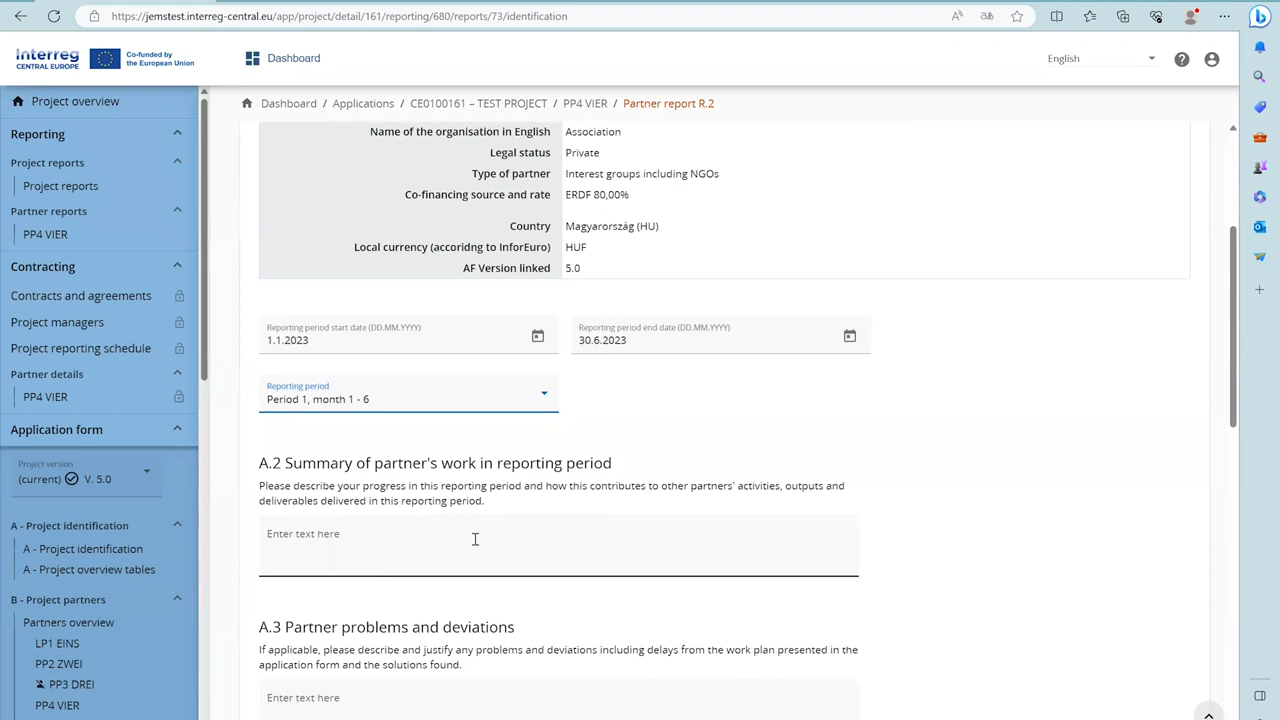 https://jemstest.interreg-central.eu/app/project/detail/161/reporting/680/reports/73/identification
Interreg
CENTRAL EUROPE
Co-funded by
the European Union
Dashboard
English
Project overview
Reporting
Project reports
Project reports
Partner reports
PP4 VIER
Contracting
Contracts and agreements
Project managers
Project reporting schedule
Partner details
PP4 VIER
Application form
Project version
(current) V. 5.0
A - Project identification
A - Project identification
A - Project overview tables
B - Project partners
Partners overview
LP1 EINS
PP2 ZWEI
PP3 DREI
PP4 VIER
Dashboard / Applications / CE0100161 – TEST PROJECT / PP4 VIER / Partner report R.2
Name of the organisation in English Association
Legal status Private
Type of partner Interest groups including NGOs
Co-financing source and rate ERDF 80,00%
Country Magyarország (HU)
Local currency (accoridng to InforEuro) HUF
AF Version linked 5.0
Reporting period start date (DD.MM.YYYY)
1.1.2023
Reporting period end date (DD.MM.YYYY)
30.6.2023
Reporting period
Period 1, month 1 - 6
A.2 Summary of partner's work in reporting period
Please describe your progress in this reporting period and how this contributes to other partners' activities, outputs and
deliverables delivered in this reporting period.
Enter text here
A.3 Partner problems and deviations
If applicable, please describe and justify any problems and deviations including delays from the work plan presented in the
application form and the solutions found.
Enter text here